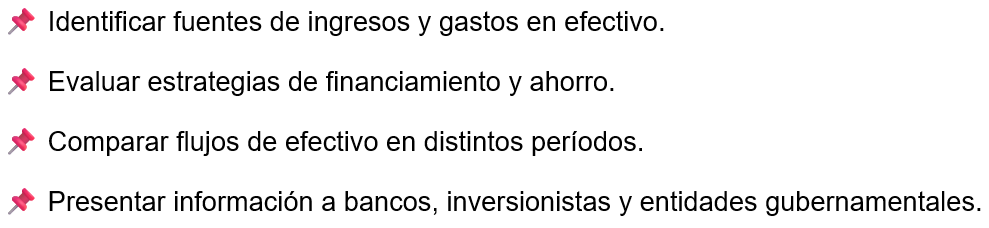 📌 Identificar fuentes de ingresos y gastos en efectivo.
📌 Evaluar estrategias de financiamiento y ahorro.
📌 Comparar flujos de efectivo en distintos períodos.
📌 Presentar información a bancos, inversionistas y entidades gubernamentales.